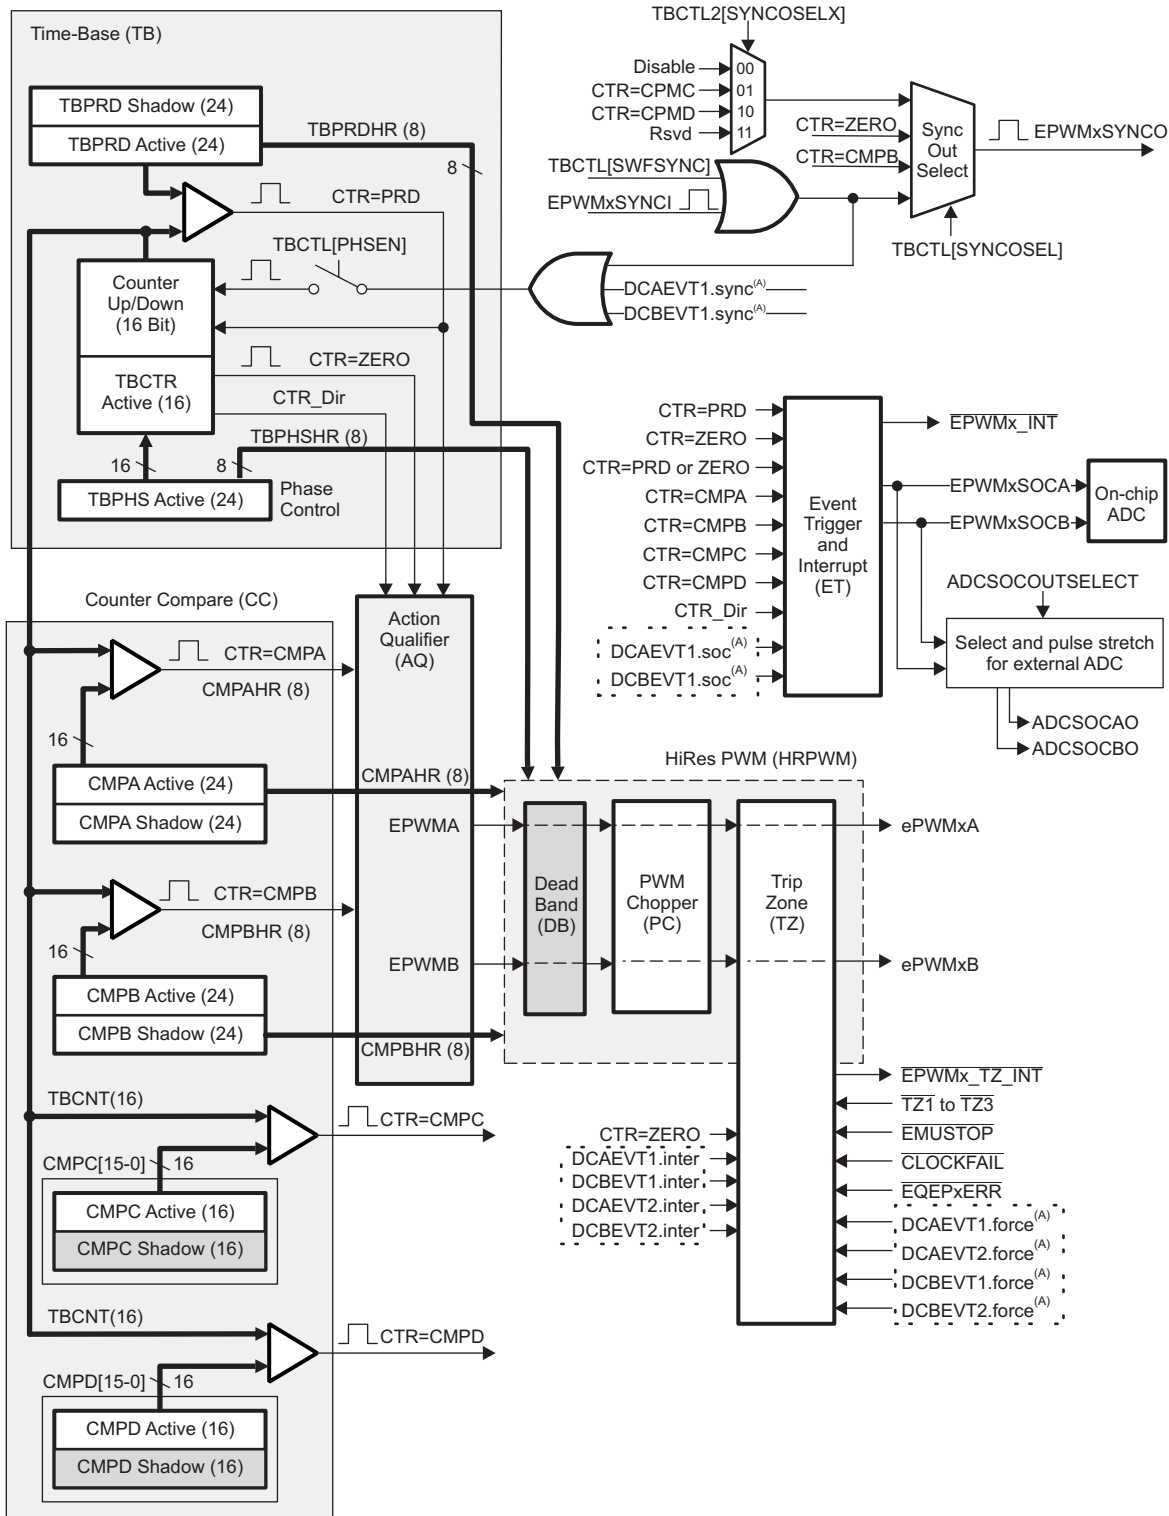 TBCTL2[SYNCOSELX]
Time-Base (TB)
Disable
00
CTR=CPMC
01
CTR=CPMD
10
Rsvd
11
TBPRD Shadow (24)
TBPRD Active (24)
TBPRDHR (8)
8
CTR=ZERO
CTR=CMPB
Sync
Out
Select
EPWMxSYNCO
TBCTL[SWFSYNC]
EPWMxSYNCI
TBCTL[SYNCOSEL]
CTR=PRD
TBCTL[PHSEN]
Counter
Up/Down
(16 Bit)
DCAEVT1.sync(A)
DCBEVT1.sync(A)
CTR=ZERO
TBCTR
Active (16)
CTR_Dir
TBPHSHR (8)
16
8
TBPHS Active (24)
Phase
Control
CTR=PRD
CTR=ZERO
CTR=PRD or ZERO
CTR=CMPA
CTR=CMPB
CTR=CMPC
CTR=CMPD
CTR_Dir
DCAEVT1.soc(A)
DCBEVT1.soc(A)
Event
Trigger
and
Interrupt
(ET)
EPWMx_INT
EPWMxSOCA
EPWMxSOCB
On-chip
ADC
ADCSOCOUTSELECT
Select and pulse stretch
for external ADC
ADCSOCAO
ADCSOCBO
Counter Compare (CC)
Action
Qualifier
(AQ)
CTR=CMPA
CMPAHR (8)
16
CMPA Active (24)
CMPA Shadow (24)
CMPAHR (8)
HiRes PWM (HRPWM)
EPWMA
ePWMxA
CTR=CMPB
CMPBHR (8)
16
Dead
Band
(DB)
PWM
Chopper
(PC)
Trip
Zone
(TZ)
EPWMB
ePWMxB
CMPB Active (24)
CMPB Shadow (24)
CMPBHR (8)
EPWMx_TZ_INT
TZ1 to TZ3
EMUSTOP
CLOCKFAIL
EQEPxERR
DCAEVT1.force(A)
DCAEVT2.force(A)
DCBEVT1.force(A)
DCBEVT2.force(A)
CTR=ZERO
DCAEVT1.inter
DCBEVT1.inter
DCAEVT2.inter
DCBEVT2.inter
TBCNT(16)
CTR=CMPC
CMPC[15-0]
16
CMPC Active (16)
CMPC Shadow (16)
TBCNT(16)
CTR=CMPD
CMPD[15-0]
16
CMPD Active (16)
CMPD Shadow (16)